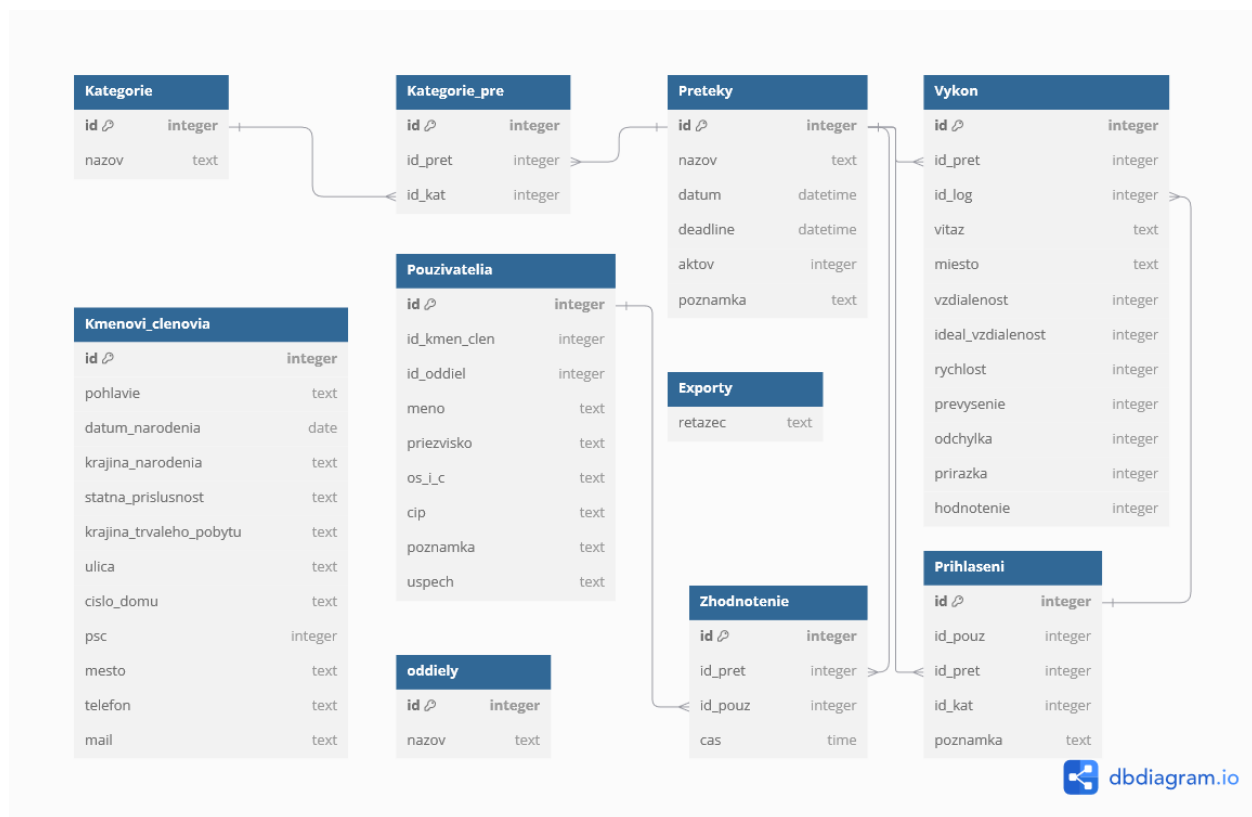 Kategorie
id integer
nazov text
Kategorie_pre
id integer
id_pret integer
id_kat integer
Preteky
id integer
nazov text
datum datetime
deadline datetime
aktov integer
poznamka text
Vykon
id integer
id_pret integer
id_log integer
vitaz text
miesto text
vzdialenost integer
ideal_vzdialenost integer
rychlost integer
prevysenie integer
odchylka integer
prirazka integer
hodnotenie integer
Pouzivatelia
id integer
id_kmen_clen integer
id_oddiel integer
meno text
priezvisko text
os_i_c text
cip text
poznamka text
uspech text
Kmenovi_clenovia
id integer
pohlavie text
datum_narodenia date
krajina_narodenia text
statna_prislusnost text
krajina_trvaleho_pobytu text
ulica text
cislo_domu text
psc integer
mesto text
telefon text
mail text
Exporty
retazec text
Zhodnotenie
id integer
id_pret integer
id_pouz integer
cas time
Prihlaseni
id integer
id_pouz integer
id_pret integer
id_kat integer
poznamka text
oddiely
id integer
nazov text
dbdiagram.io